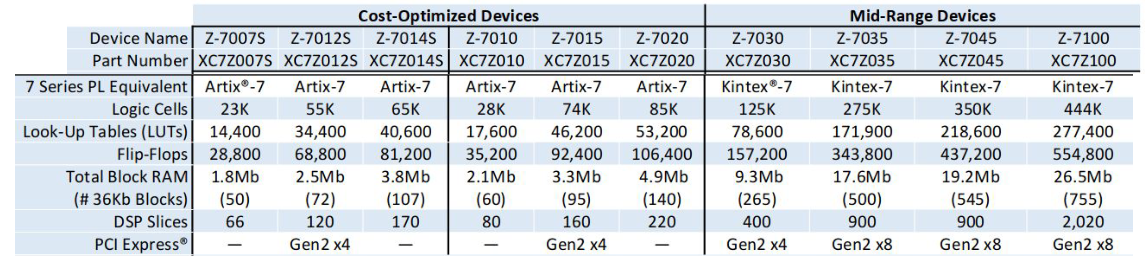 Cost-Optimized Devices Mid-Range Devices
Device Name Z-7007S Z-7012S Z-7014S Z-7010 Z-7015 Z-7020 Z-7030 Z-7035 Z-7045 Z-7100
Part Number XC7Z007S XC7Z012S XC7Z014S XC7Z010 XC7Z015 XC7Z020 XC7Z030 XC7Z035 XC7Z045 XC7Z100
7 Series PL Equivalent Artix®-7 Artix-7 Artix-7 Artix-7 Artix-7 Artix-7 Kintex®-7 Kintex-7 Kintex-7 Kintex-7
Logic Cells 23K 55K 65K 28K 74K 85K 125K 275K 350K 444K
Look-Up Tables (LUTs) 14,400 34,400 40,600 17,600 46,200 53,200 78,600 171,900 218,600 277,400
Flip-Flops 28,800 68,800 81,200 35,200 92,400 106,400 157,200 343,800 437,200 554,800
Total Block RAM 1.8Mb 2.5Mb 3.8Mb 2.1Mb 3.3Mb 4.9Mb 9.3Mb 17.6Mb 19.2Mb 26.5Mb
(# 36Kb Blocks) (50) (72) (107) (60) (95) (140) (265) (500) (545) (755)
DSP Slices 66 120 170 80 160 220 400 900 900 2,020
PCI Express® — Gen2 x4 — — Gen2 x4 — Gen2 x4 Gen2 x8 Gen2 x8 Gen2 x8